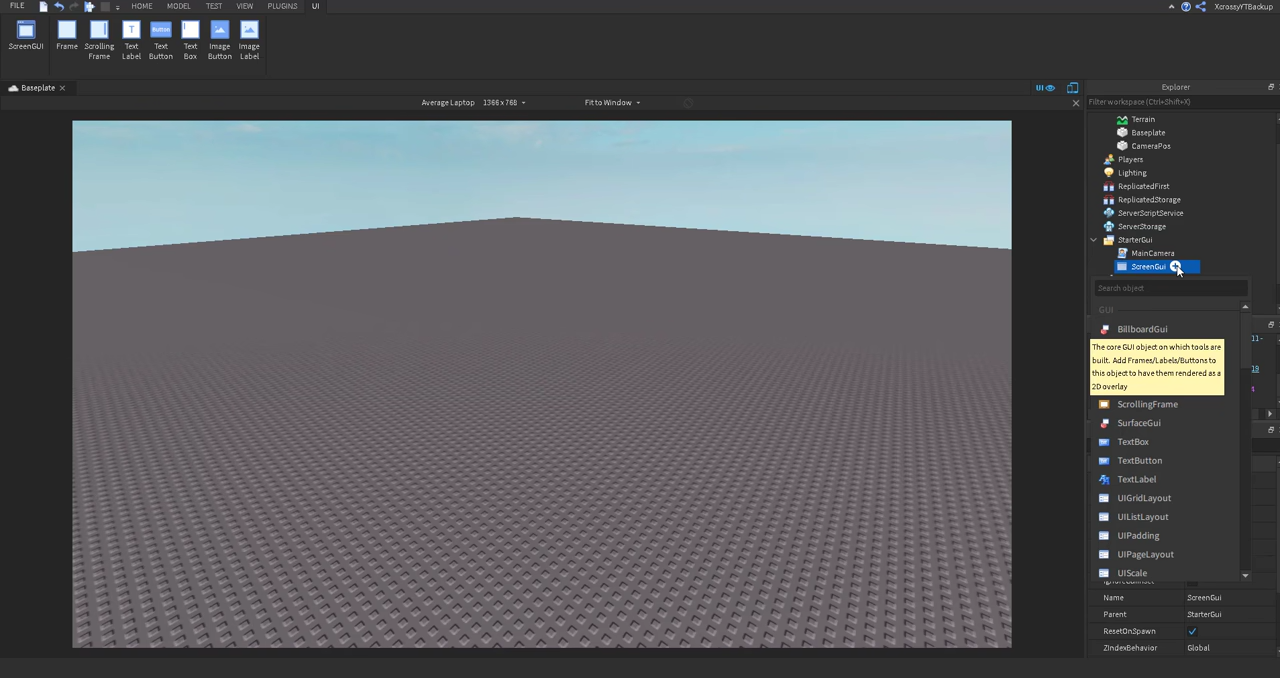 FILE HOME MODEL TEST VIEW PLUGINS UI XcrossyYTBackup
ScreenGUI
Frame
Scrolling
Frame
Text
Label
Button
Text
Button
Text
Box
Image
Button
Image
Label
Baseplate
UI
Average Laptop 1366 x 768 Fit to Window
Explorer
Filter workspace (Ctrl+Shift+X)
Terrain
Baseplate
CameraPos
Players
Lighting
ReplicatedFirst
ReplicatedStorage
ServerScriptService
ServerStorage
StarterGui
MainCamera
ScreenGui
Search object
GUI
BillboardGui
The core GUI object on which tools are
built. Add Frames/Labels/Buttons to
this object to have them rendered as a
2D overlay
ScrollingFrame
SurfaceGui
TextBox
TextButton
TextLabel
UIGridLayout
UIListLayout
UIPadding
UIPageLayout
UIScale
11-
19
Name ScreenGui
Parent StarterGui
ResetOnSpawn
ZIndexBehavior Global